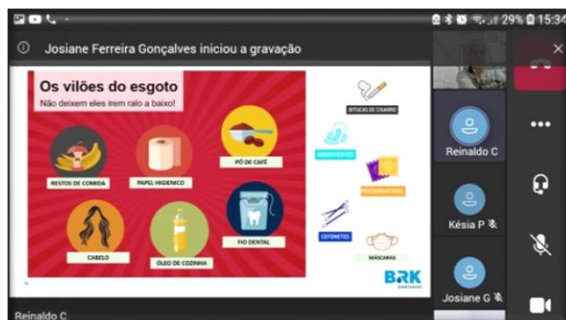 29% 15:34
Josiane Ferreira Gonçalves iniciou a gravação
Os vilões do esgoto
Não deixem eles irem ralo a baixo!
RESTOS DE COMIDA
PAPEL HIGIENICO
PÓ DE CAFÉ
CABELO
ÓLEO DE COZINHA
FIO DENTAL
BITUCAS DE CIGARRO
ABSORVENTES
PRESERVATIVOS
COTONETES
MÁSCARAS
BRK
Ambiental
Reinaldo C
Késia P
Josiane G
Reinaldo C